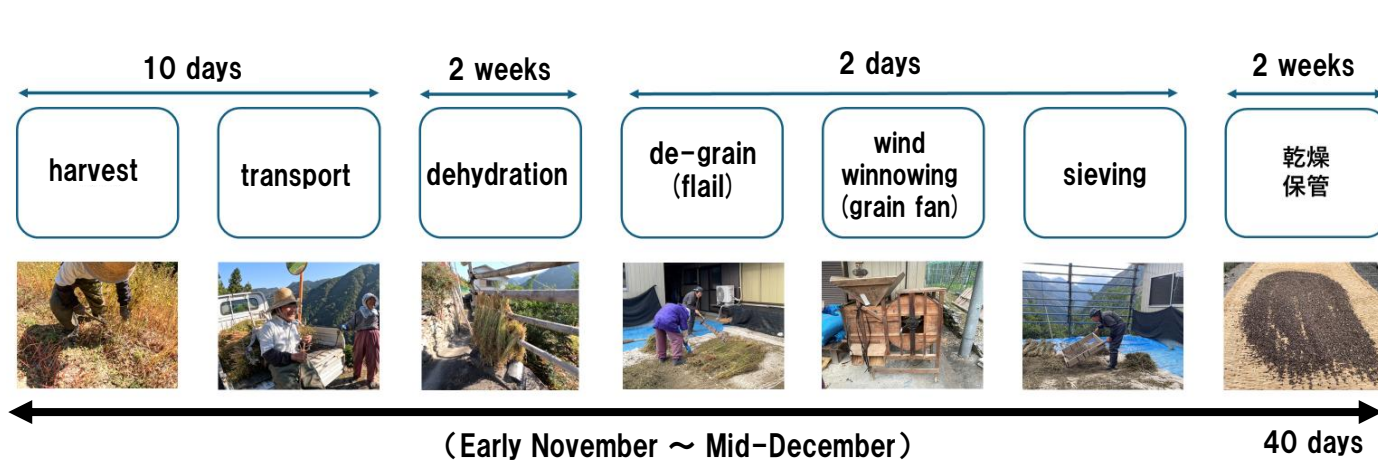 10 days
2 weeks
2 days
2 weeks
harvest
transport
dehydration
de-grain
(flail)
wind
winnowing
(grain fan)
sieving
乾燥
保管
(Early November ～ Mid-December)
40 days